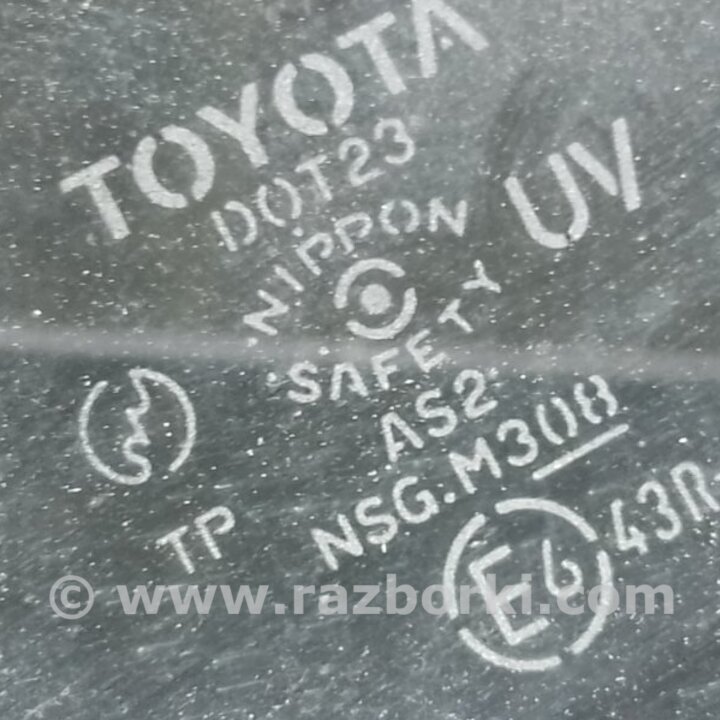 TOYOTA
DOT23
UV
NIPPON
SAFETY
AS2
NSG.M308
TP
E6 43R
© www.razborki.com